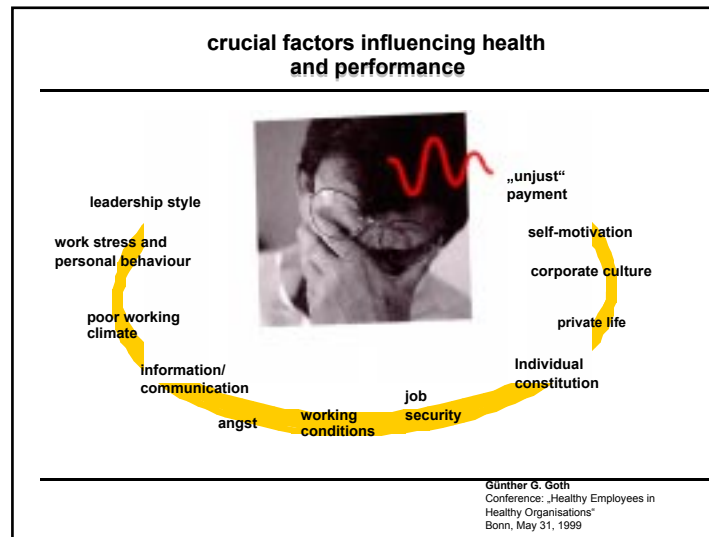 crucial factors influencing health
and performance
„unjust“
payment
leadership style
self-motivation
work stress and
personal behaviour
corporate culture
poor working
climate
private life
information/
communication
Individual
constitution
job
security
angst
working
conditions
Günther G. Goth
Conference: „Healthy Employees in
Healthy Organisations“
Bonn, May 31, 1999